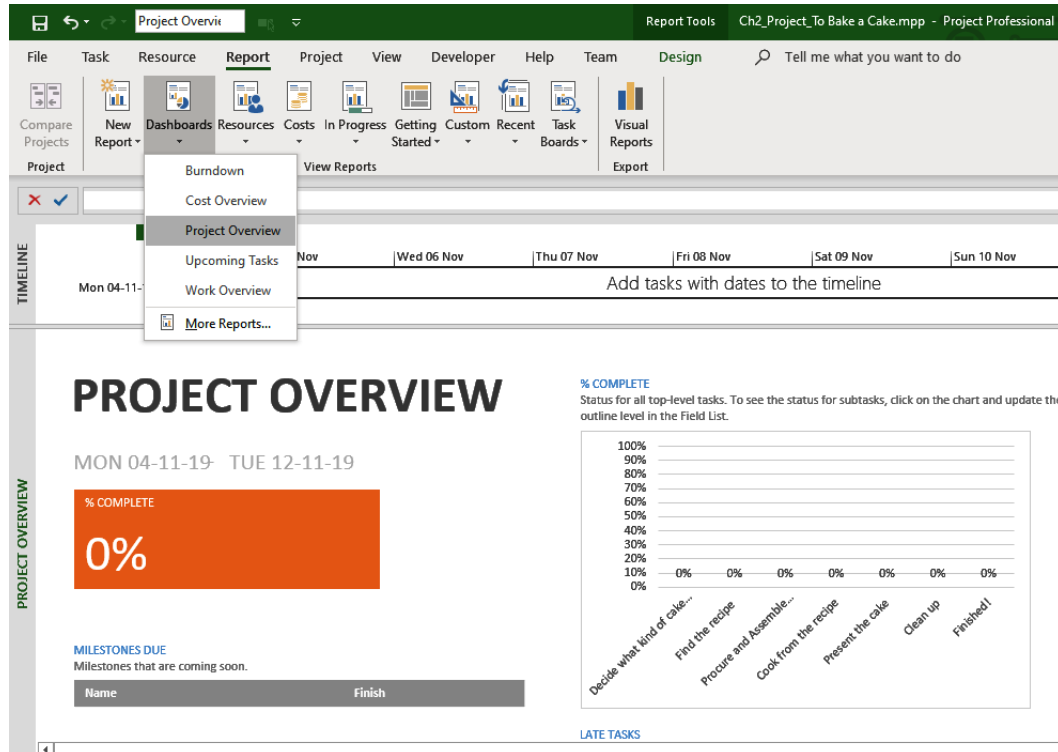 Project Overvie
Report Tools
Ch2_Project_To Bake a Cake.mpp - Project Professional
File Task Resource Report Project View Developer Help Team Design Tell me what you want to do
Compare Projects
New Report
Dashboards
Resources
Costs
In Progress
Getting Started
Custom
Recent
Task Boards
Visual Reports
Project
View Reports
Export
Burndown
Cost Overview
Project Overview
Upcoming Tasks
Work Overview
More Reports...
TIMELINE
Nov
Wed 06 Nov
Thu 07 Nov
Fri 08 Nov
Sat 09 Nov
Sun 10 Nov
Mon 04-11-
Add tasks with dates to the timeline
PROJECT OVERVIEW
PROJECT OVERVIEW
MON 04-11-19- TUE 12-11-19
% COMPLETE
0%
MILESTONES DUE
Milestones that are coming soon.
Name Finish
% COMPLETE
Status for all top-level tasks. To see the status for subtasks, click on the chart and update the
outline level in the Field List.
100%
90%
80%
70%
60%
50%
40%
30%
20%
10%
0%
0% 0% 0% 0% 0% 0% 0%
Decide what kind of cake...
Find the recipe
Procure and Assemble...
Cook from the recipe
Present the cake
Clean up
Finished!
LATE TASKS